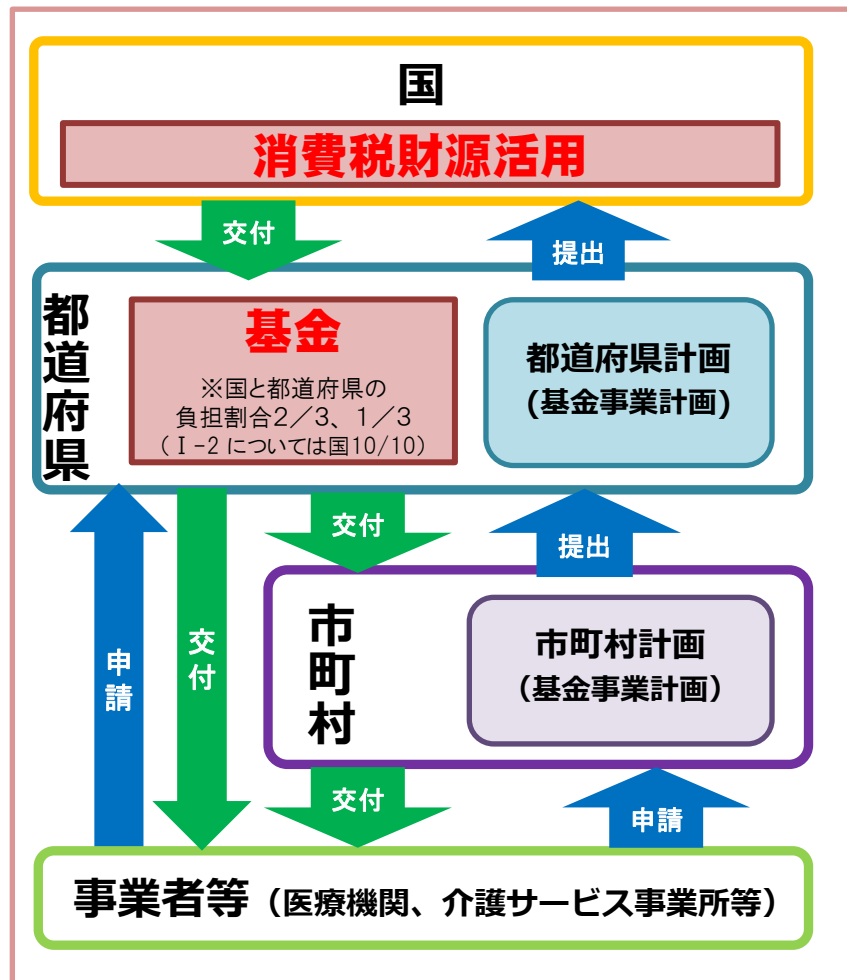 国
消費税財源活用
交付
提出
都道府県
基金
※国と都道府県の
負担割合2/3、1/3
(Ⅰ-2については国10/10)
都道府県計画
(基金事業計画)
交付
提出
申請
交付
市町村
市町村計画
(基金事業計画)
交付
申請
事業者等(医療機関、介護サービス事業所等)